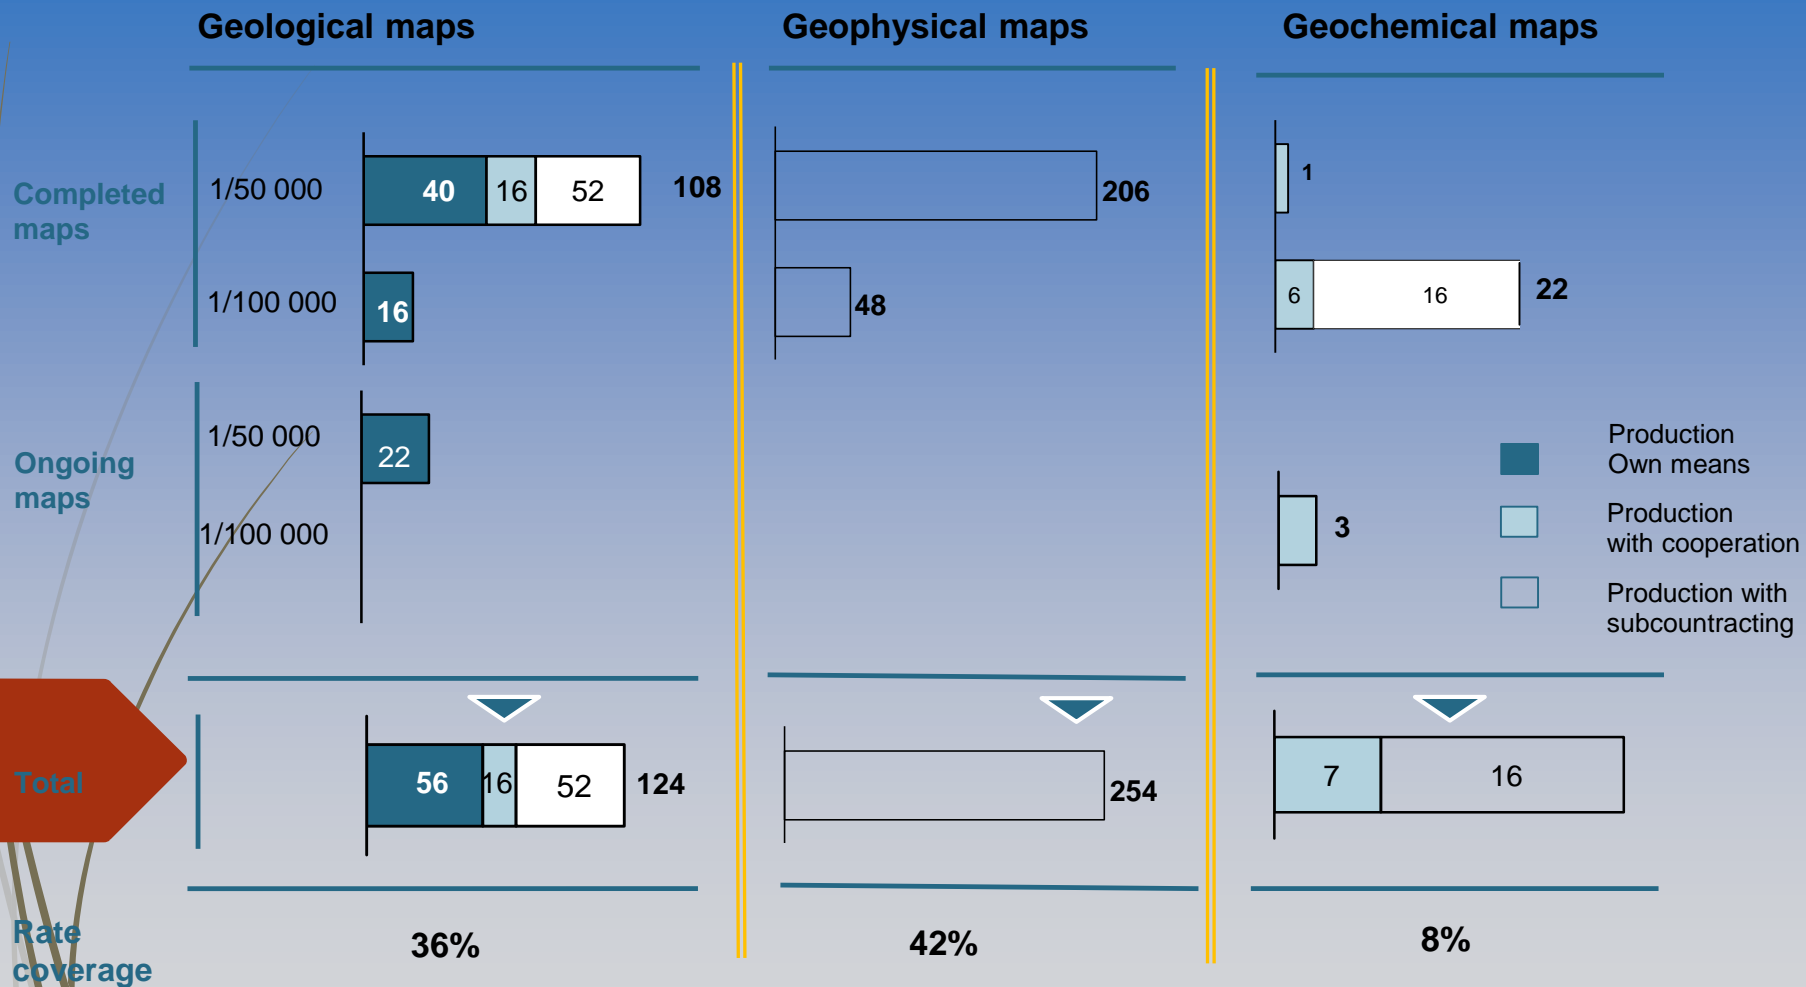 Geological maps
Geophysical maps
Geochemical maps
Completed
maps
1/50 000
40
16
52
108
206
1
1/100 000
16
48
6
16
22
Ongoing
maps
1/50 000
22
1/100 000
3
Production
Own means
Production
with cooperation
Production with
subcountracting
Total
56
16
52
124
254
7
16
Rate
coverage
36%
42%
8%